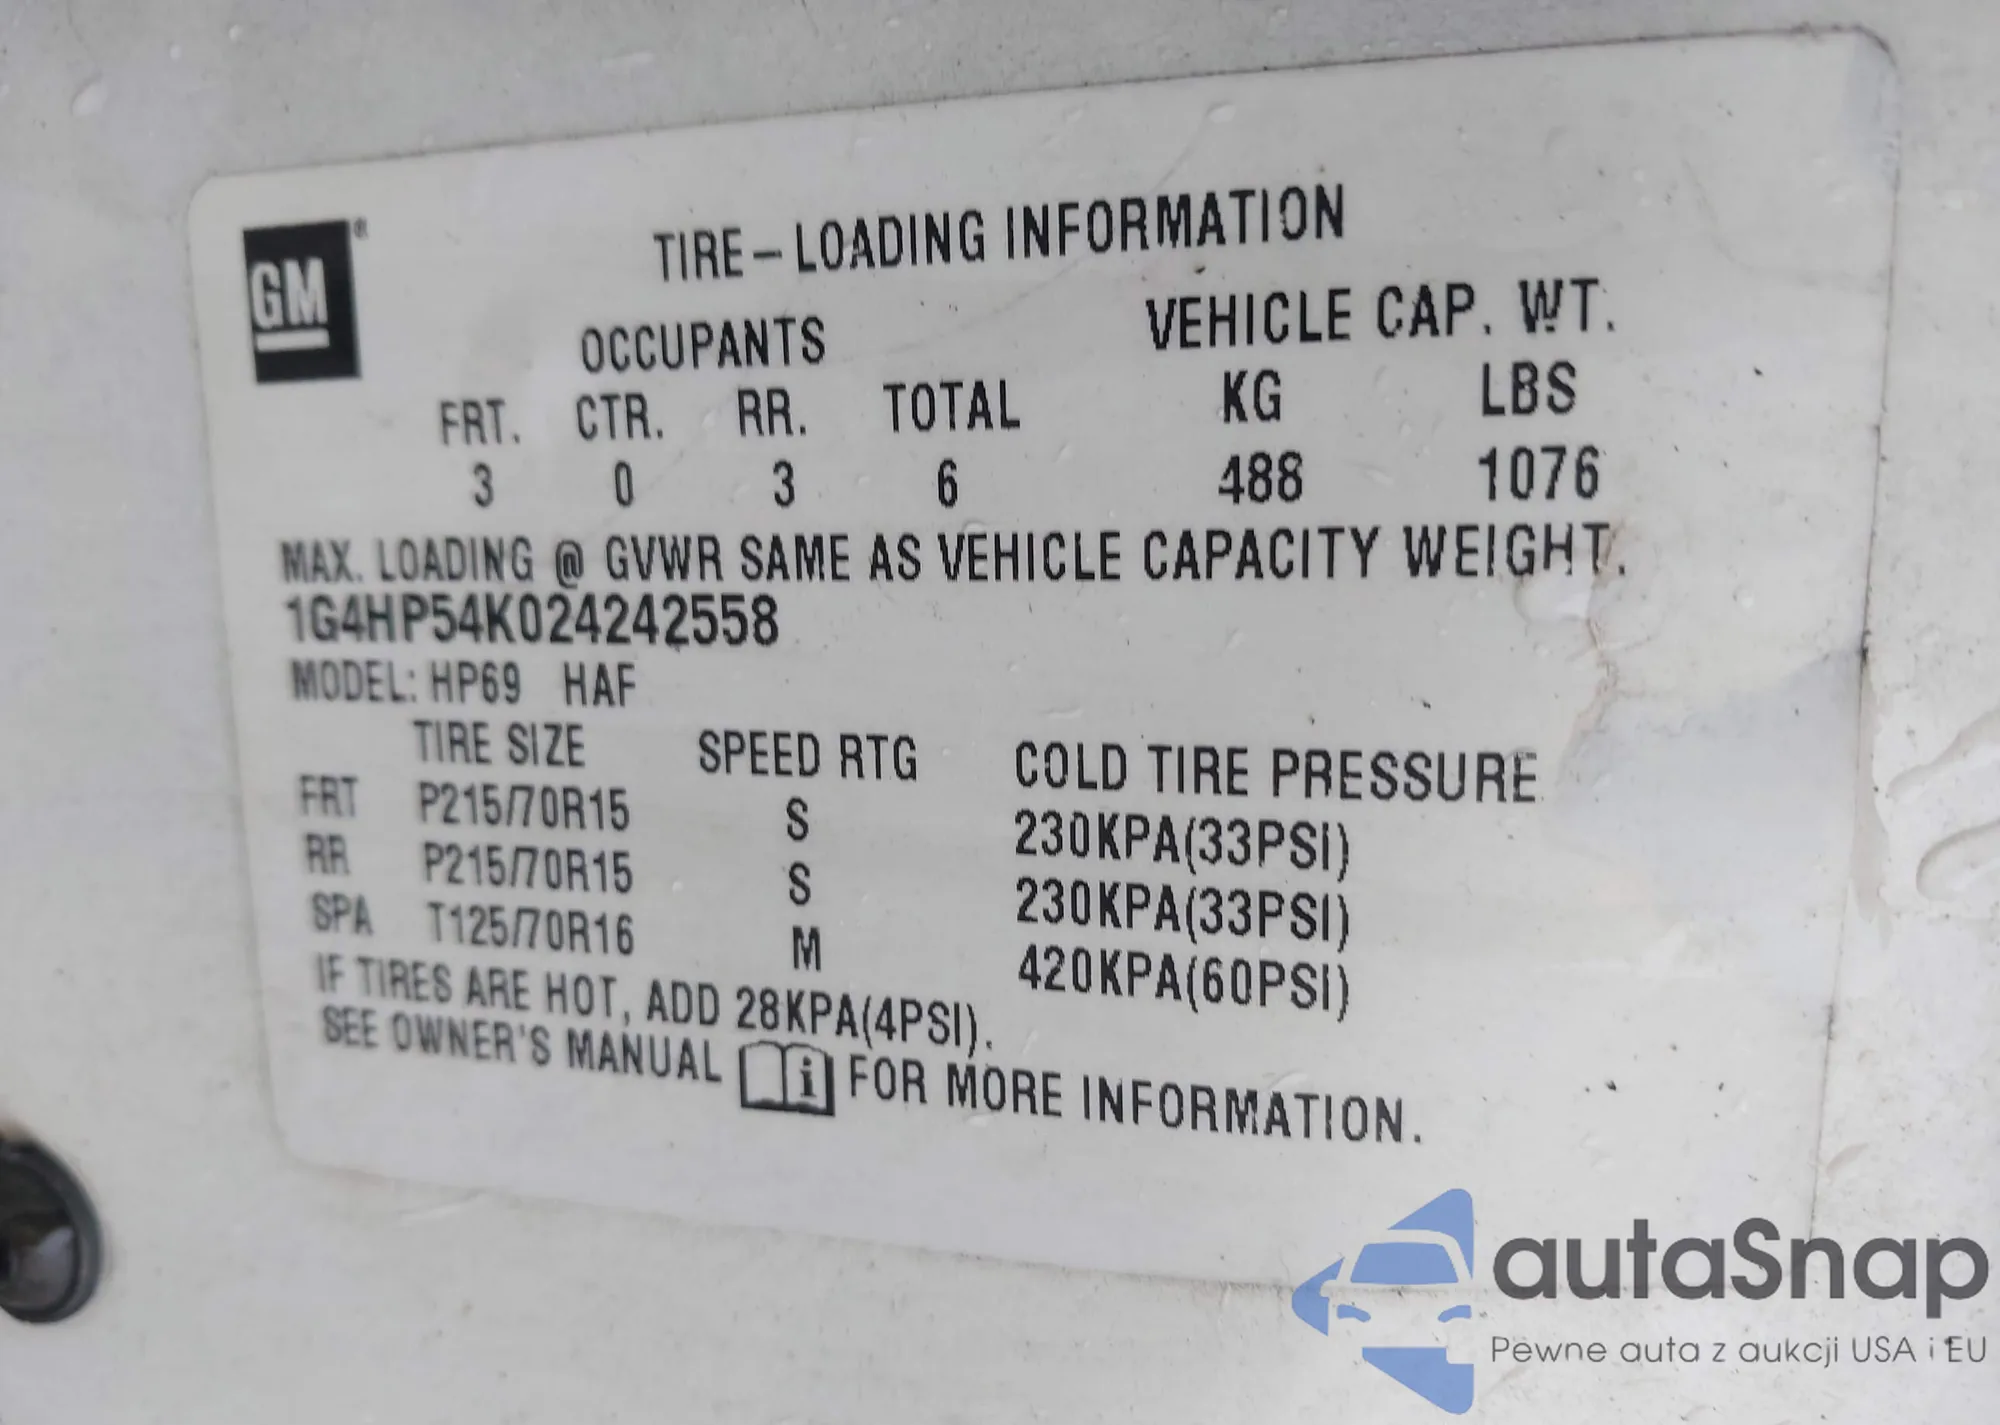 GM ®
TIRE – LOADING INFORMATION
OCCUPANTS VEHICLE CAP. WT.
FRT. CTR. RR. TOTAL KG LBS
3 0 3 6 488 1076
MAX. LOADING @ GVWR SAME AS VEHICLE CAPACITY WEIGHT.
1G4HP54K024242558
MODEL: HP69 HAF
TIRE SIZE SPEED RTG COLD TIRE PRESSURE
FRT P215/70R15 S 230KPA(33PSI)
RR P215/70R15 S 230KPA(33PSI)
SPA T125/70R16 M 420KPA(60PSI)
IF TIRES ARE HOT, ADD 28KPA(4PSI).
SEE OWNER'S MANUAL i FOR MORE INFORMATION.
autaSnap
Pewne auta z aukcji USA i EU